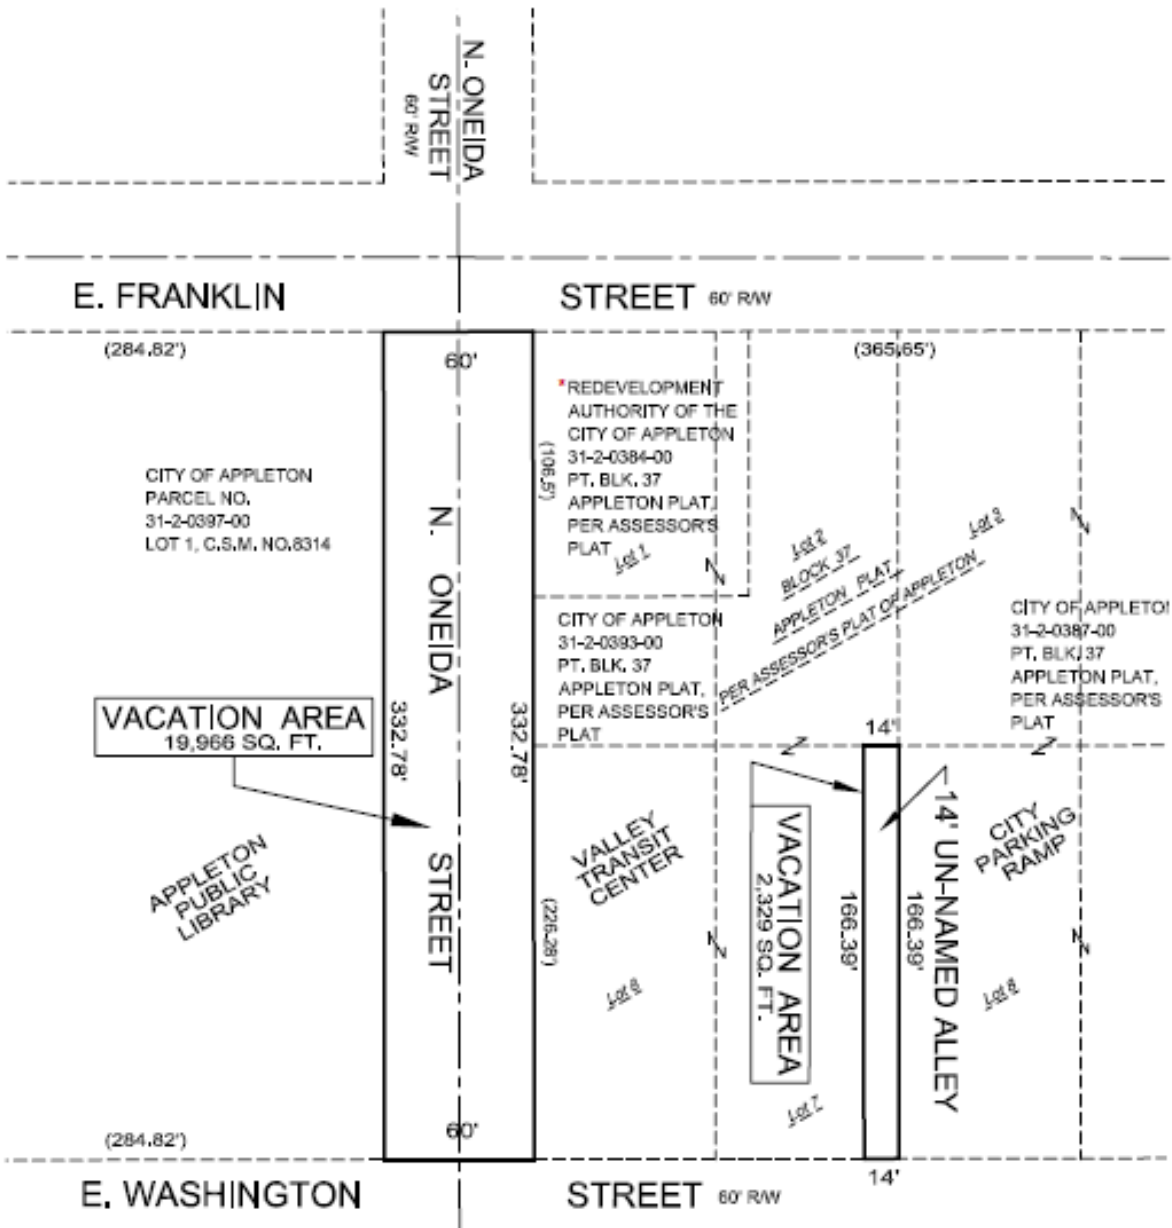 N. ONEIDA
STREET
60' R/W
E. FRANKLIN
STREET 60' R/W
(284.82')
60'
(365.65')
*REDEVELOPMENT
AUTHORITY OF THE
CITY OF APPLETON
31-2-0384-00
PT. BLK. 37
APPLETON PLAT,
PER ASSESSOR'S
PLAT
(106.5')
CITY OF APPLETON
PARCEL NO.
31-2-0397-00
LOT 1, C.S.M. NO.8314
N. ONEIDA
STREET
Lot 1
Lot 2
Lot 3
BLOCK 37
APPLETON PLAT
PER ASSESSOR'S PLAT OF APPLETON
CITY OF APPLETON
31-2-0393-00
PT. BLK. 37
APPLETON PLAT,
PER ASSESSOR'S
PLAT
CITY OF APPLETO
31-2-0387-00
PT. BLK. 37
APPLETON PLAT,
PER ASSESSOR'S
PLAT
VACATION AREA
19,966 SQ. FT.
332.78'
332.78'
14'
APPLETON
PUBLIC
LIBRARY
VALLEY
TRANSIT
CENTER
VACATION AREA
2,329 SQ. FT.
166.39'
166.39'
14' UN-NAMED ALLEY
CITY
PARKING
RAMP
(226.28')
Lot 6
Lot 7
Lot 8
(284.82')
60'
14'
E. WASHINGTON
STREET 60' R/W